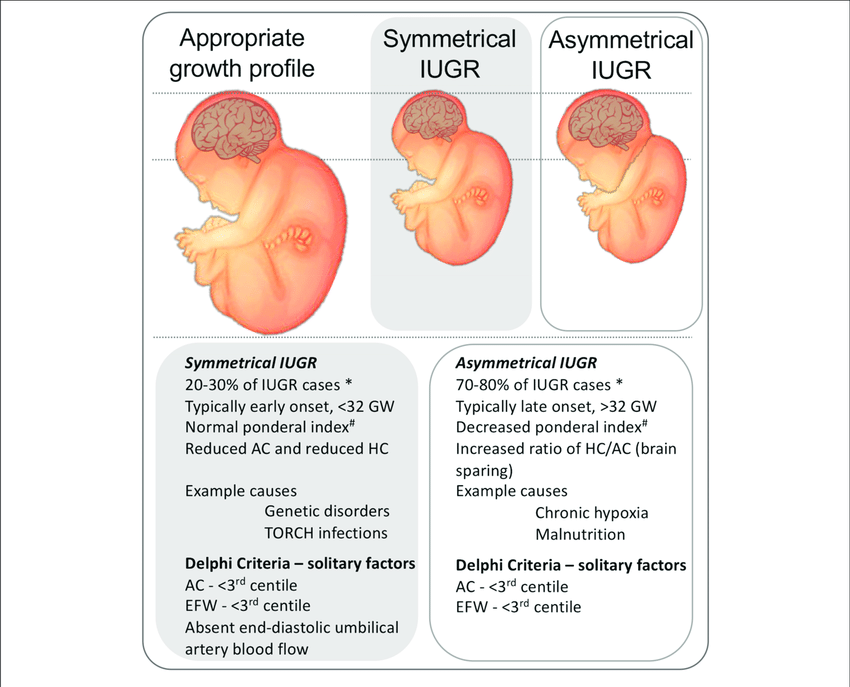 Appropriate
growth profile
Symmetrical
IUGR
Asymmetrical
IUGR
Symmetrical IUGR
20-30% of IUGR cases *
Typically early onset, <32 GW
Normal ponderal index#
Reduced AC and reduced HC
Example causes
Genetic disorders
TORCH infections
Delphi Criteria – solitary factors
AC - <3rd centile
EFW - <3rd centile
Absent end-diastolic umbilical
artery blood flow
Asymmetrical IUGR
70-80% of IUGR cases *
Typically late onset, >32 GW
Decreased ponderal index#
Increased ratio of HC/AC (brain
sparing)
Example causes
Chronic hypoxia
Malnutrition
Delphi Criteria – solitary factors
AC - <3rd centile
EFW - <3rd centile